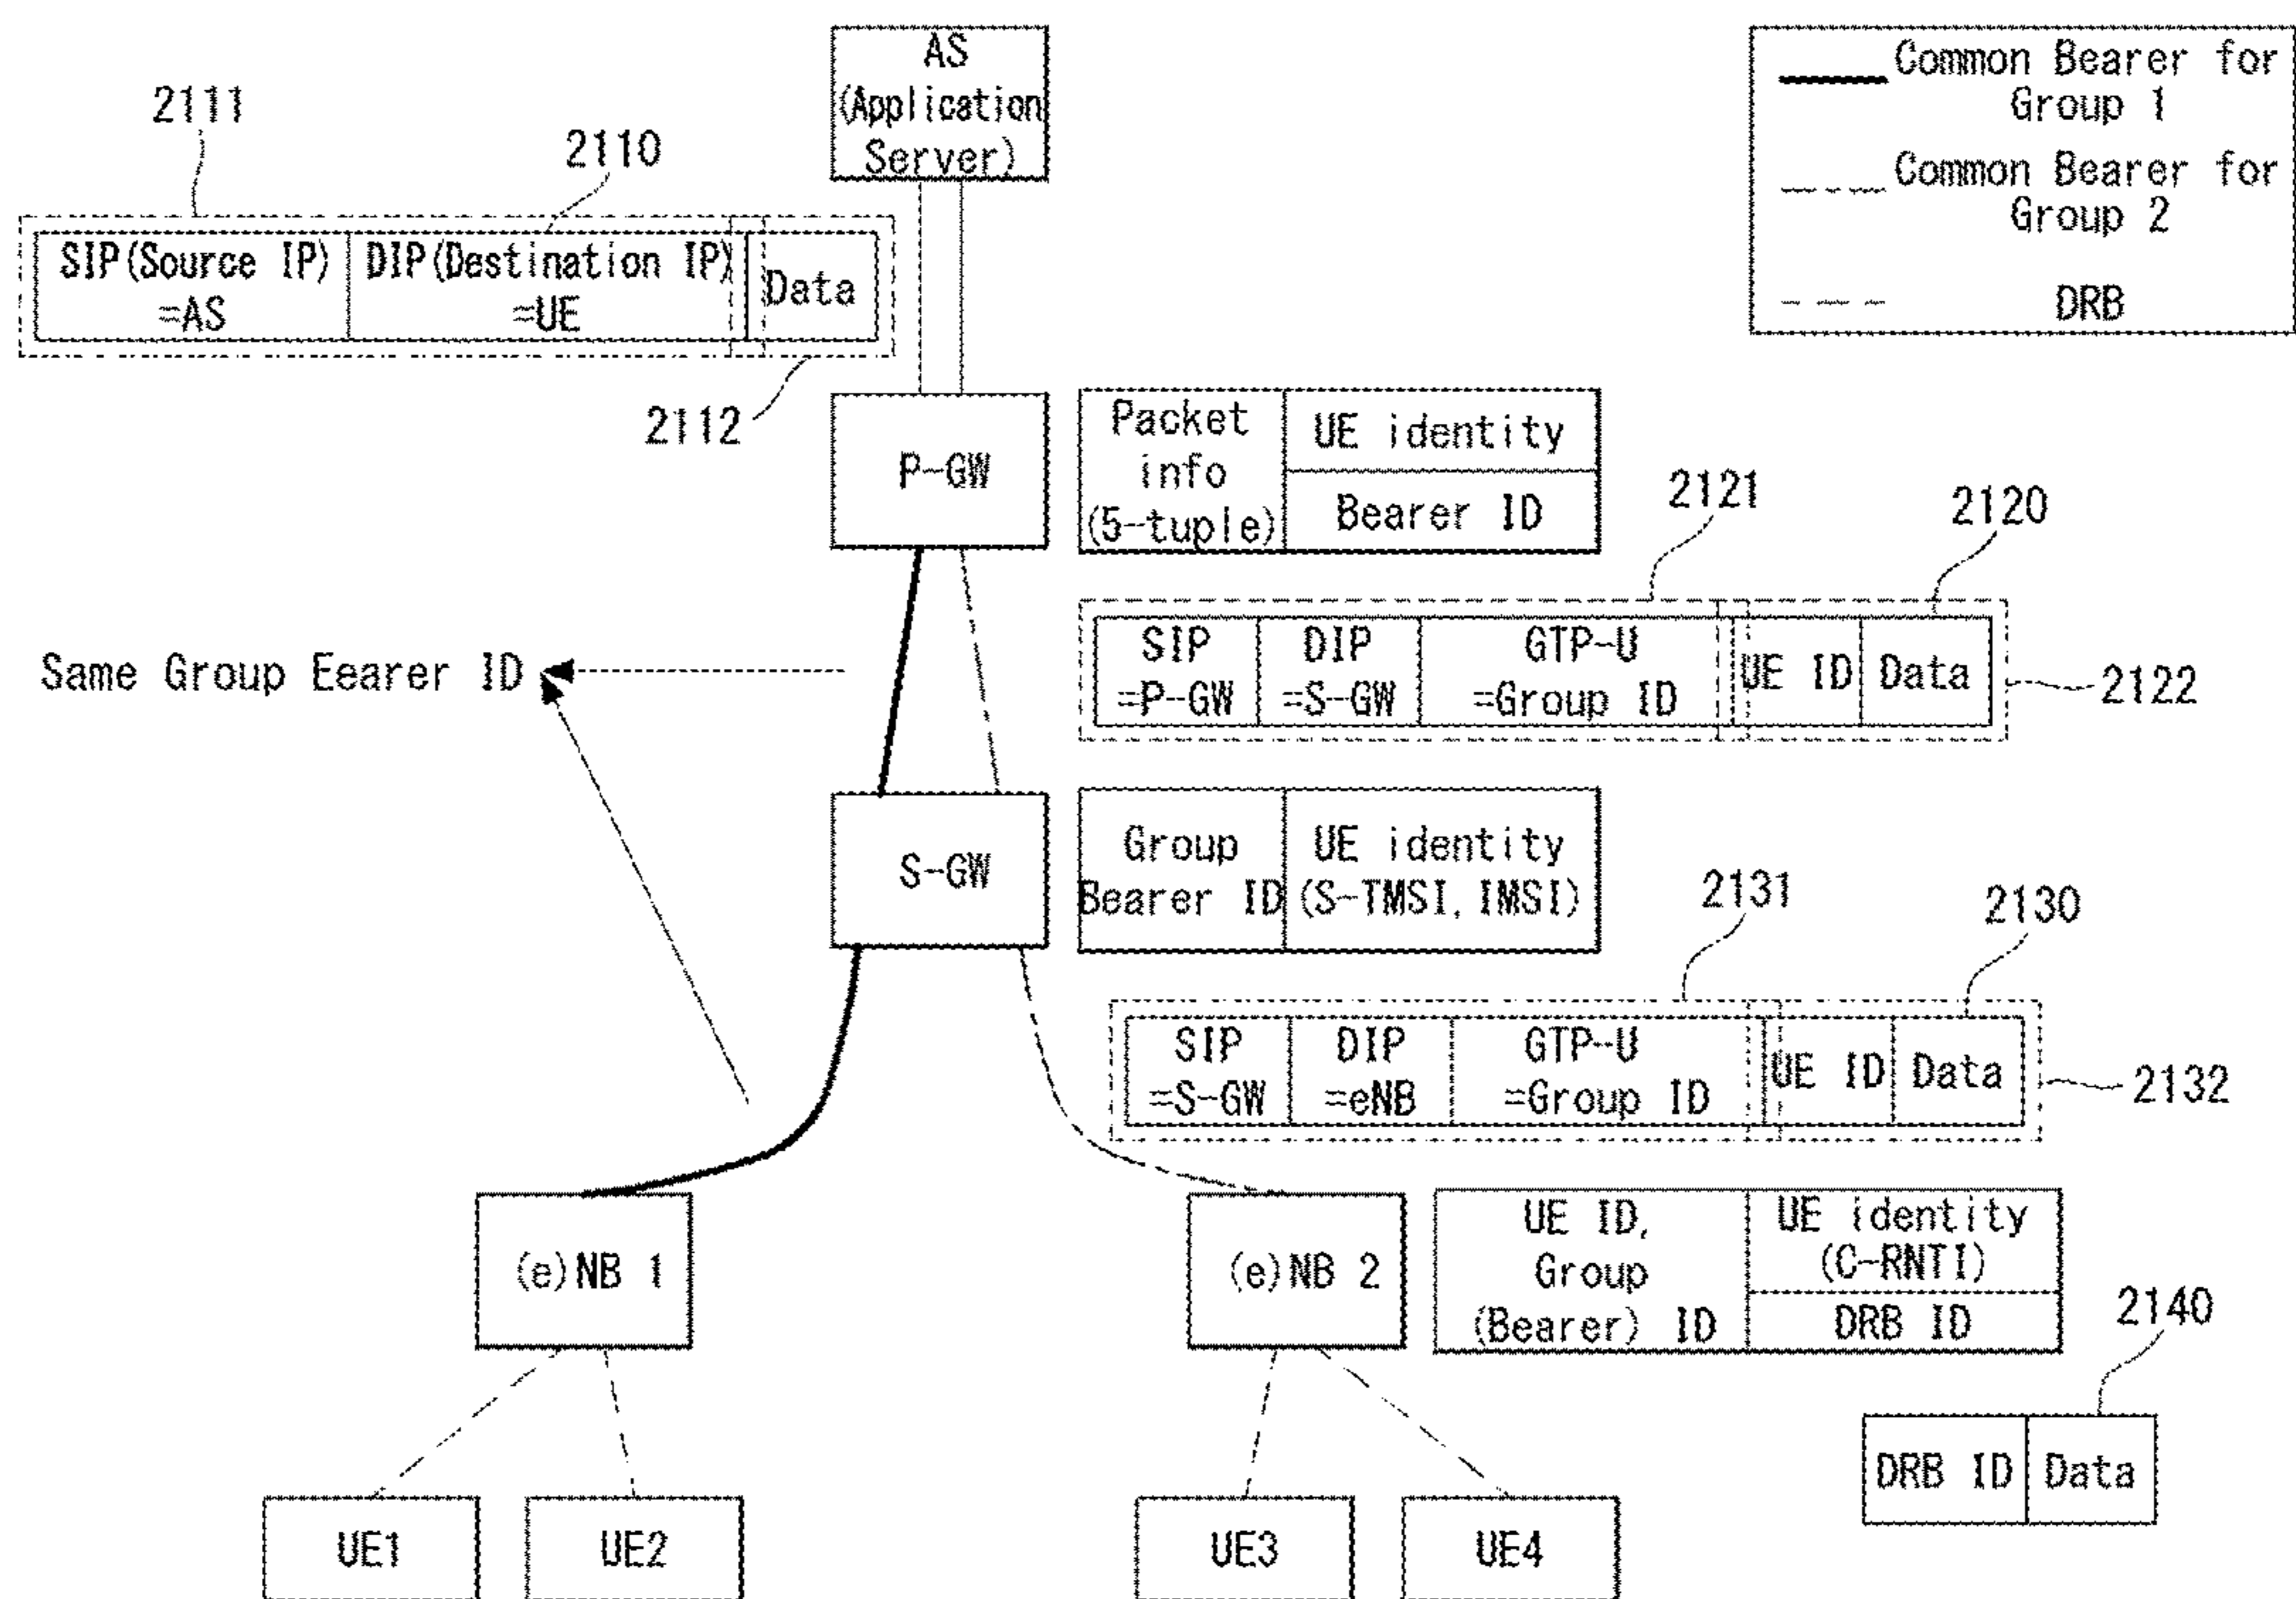 AS
(Application
Server)
Common Bearer for
Group 1
Common Bearer for
Group 2
DRB
2111
2110
SIP(Source IP)
=AS
DIP(Destination IP)
=UE
Data
2112
P-GW
Packet
info
(5-tuple)
UE identity
Bearer ID
2121
2120
SIP
=P-GW
DIP
=S-GW
GTP-U
=Group ID
UE ID
Data
2122
Same Group Eearer ID
S-GW
Group
Bearer ID
UE identity
(S-TMSI, IMSI)
2131
2130
SIP
=S-GW
DIP
=eNB
GTP-U
=Group ID
UE ID
Data
2132
(e)NB 1
(e)NB 2
UE ID,
Group
(Bearer) ID
UE identity
(C-RNTI)
DRB ID
2140
DRB ID
Data
UE1
UE2
UE3
UE4